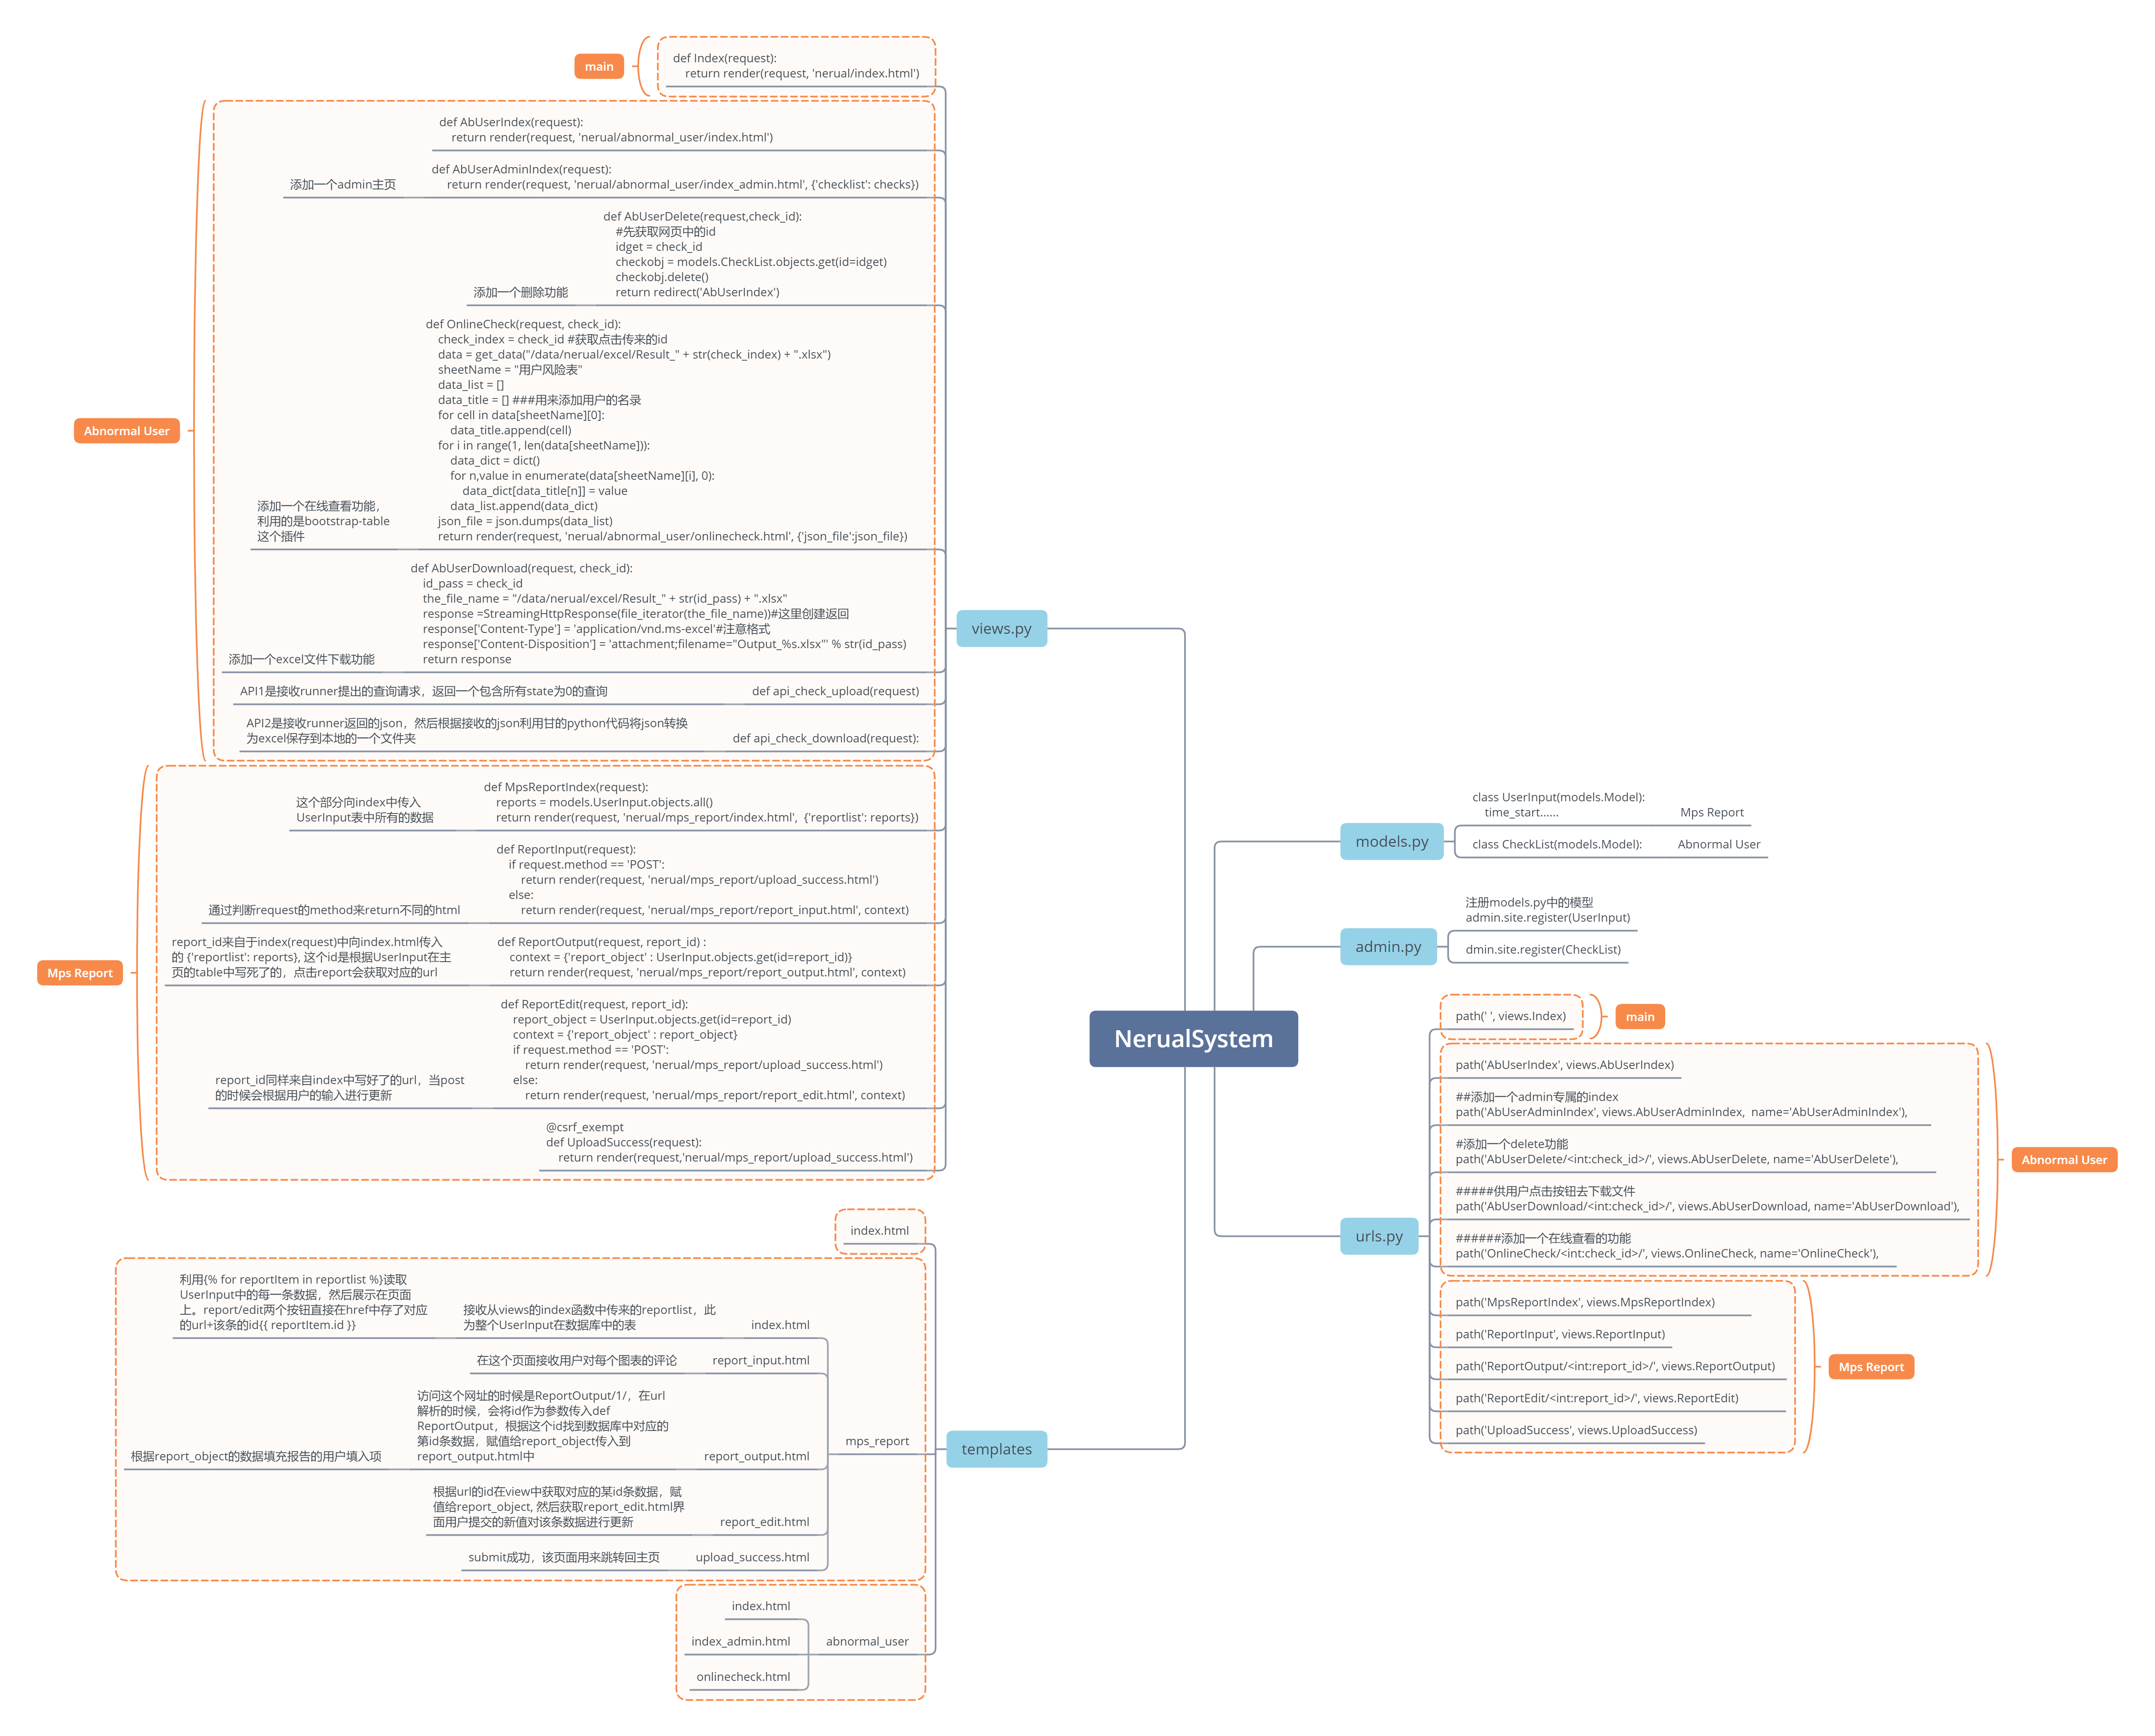 main
def Index(request):
return render(request, 'nerual/index.html')
Abnormal User
def AbUserIndex(request):
return render(request, 'nerual/abnormal_user/index.html')
添加一个admin主页
def AbUserAdminIndex(request):
return render(request, 'nerual/abnormal_user/index_admin.html', {'checklist': checks})
添加一个删除功能
def AbUserDelete(request,check_id):
#先获取网页中的id
idget = check_id
checkobj = models.CheckList.objects.get(id=idget)
checkobj.delete()
return redirect('AbUserIndex')
添加一个在线查看功能，
利用的是bootstrap-table
这个插件
def OnlineCheck(request, check_id):
check_index = check_id #获取点击传来的id
data = get_data("/data/nerual/excel/Result_" + str(check_index) + ".xlsx")
sheetName = "用户风险表"
data_list = []
data_title = [] ###用来添加用户的名录
for cell in data[sheetName][0]:
data_title.append(cell)
for i in range(1, len(data[sheetName])):
data_dict = dict()
for n,value in enumerate(data[sheetName][i], 0):
data_dict[data_title[n]] = value
data_list.append(data_dict)
json_file = json.dumps(data_list)
return render(request, 'nerual/abnormal_user/onlinecheck.html', {'json_file':json_file})
添加一个excel文件下载功能
def AbUserDownload(request, check_id):
id_pass = check_id
the_file_name = "/data/nerual/excel/Result_" + str(id_pass) + ".xlsx"
response =StreamingHttpResponse(file_iterator(the_file_name))#这里创建返回
response['Content-Type'] = 'application/vnd.ms-excel'#注意格式
response['Content-Disposition'] = 'attachment;filename="Output_%s.xlsx"' % str(id_pass)
return response
API1是接收runner提出的查询请求，返回一个包含所有state为0的查询
def api_check_upload(request)
API2是接收runner返回的json，然后根据接收的json利用甘的python代码将json转换
为excel保存到本地的一个文件夹
def api_check_download(request):
Mps Report
这个部分向index中传入
UserInput表中所有的数据
def MpsReportIndex(request):
reports = models.UserInput.objects.all()
return render(request, 'nerual/mps_report/index.html',  {'reportlist': reports})
通过判断request的method来return不同的html
def ReportInput(request):
if request.method == 'POST':
return render(request, 'nerual/mps_report/upload_success.html')
else:
return render(request, 'nerual/mps_report/report_input.html', context)
report_id来自于index(request)中向index.html传入
的 {'reportlist': reports}, 这个id是根据UserInput在主
页的table中写死了的，点击report会获取对应的url
def ReportOutput(request, report_id) :
context = {'report_object' : UserInput.objects.get(id=report_id)}
return render(request, 'nerual/mps_report/report_output.html', context)
report_id同样来自index中写好了的url，当post
的时候会根据用户的输入进行更新
def ReportEdit(request, report_id):
report_object = UserInput.objects.get(id=report_id)
context = {'report_object' : report_object}
if request.method == 'POST':
return render(request, 'nerual/mps_report/upload_success.html')
else:
return render(request, 'nerual/mps_report/report_edit.html', context)
@csrf_exempt
def UploadSuccess(request):
return render(request,'nerual/mps_report/upload_success.html')
views.py
index.html
利用{% for reportItem in reportlist %}读取
UserInput中的每一条数据，然后展示在页面
上。report/edit两个按钮直接在href中存了对应
的url+该条的id{{ reportItem.id }}
接收从views的index函数中传来的reportlist，此
为整个UserInput在数据库中的表
index.html
在这个页面接收用户对每个图表的评论
report_input.html
根据report_object的数据填充报告的用户填入项
访问这个网址的时候是ReportOutput/1/，在url
解析的时候，会将id作为参数传入def
ReportOutput，根据这个id找到数据库中对应的
第id条数据，赋值给report_object传入到
report_output.html中
report_output.html
根据url的id在view中获取对应的某id条数据，赋
值给report_object, 然后获取report_edit.html界
面用户提交的新值对该条数据进行更新
report_edit.html
submit成功，该页面用来跳转回主页
upload_success.html
mps_report
index.html
index_admin.html
onlinecheck.html
abnormal_user
templates
NerualSystem
models.py
class UserInput(models.Model):
time_start......
Mps Report
class CheckList(models.Model):
Abnormal User
admin.py
注册models.py中的模型
admin.site.register(UserInput)
dmin.site.register(CheckList)
urls.py
path(' ', views.Index)
main
path('AbUserIndex', views.AbUserIndex)
##添加一个admin专属的index
path('AbUserAdminIndex', views.AbUserAdminIndex,  name='AbUserAdminIndex'),
#添加一个delete功能
path('AbUserDelete/<int:check_id>/', views.AbUserDelete, name='AbUserDelete'),
#####供用户点击按钮去下载文件
path('AbUserDownload/<int:check_id>/', views.AbUserDownload, name='AbUserDownload'),
######添加一个在线查看的功能
path('OnlineCheck/<int:check_id>/', views.OnlineCheck, name='OnlineCheck'),
Abnormal User
path('MpsReportIndex', views.MpsReportIndex)
path('ReportInput', views.ReportInput)
path('ReportOutput/<int:report_id>/', views.ReportOutput)
path('ReportEdit/<int:report_id>/', views.ReportEdit)
path('UploadSuccess', views.UploadSuccess)
Mps Report